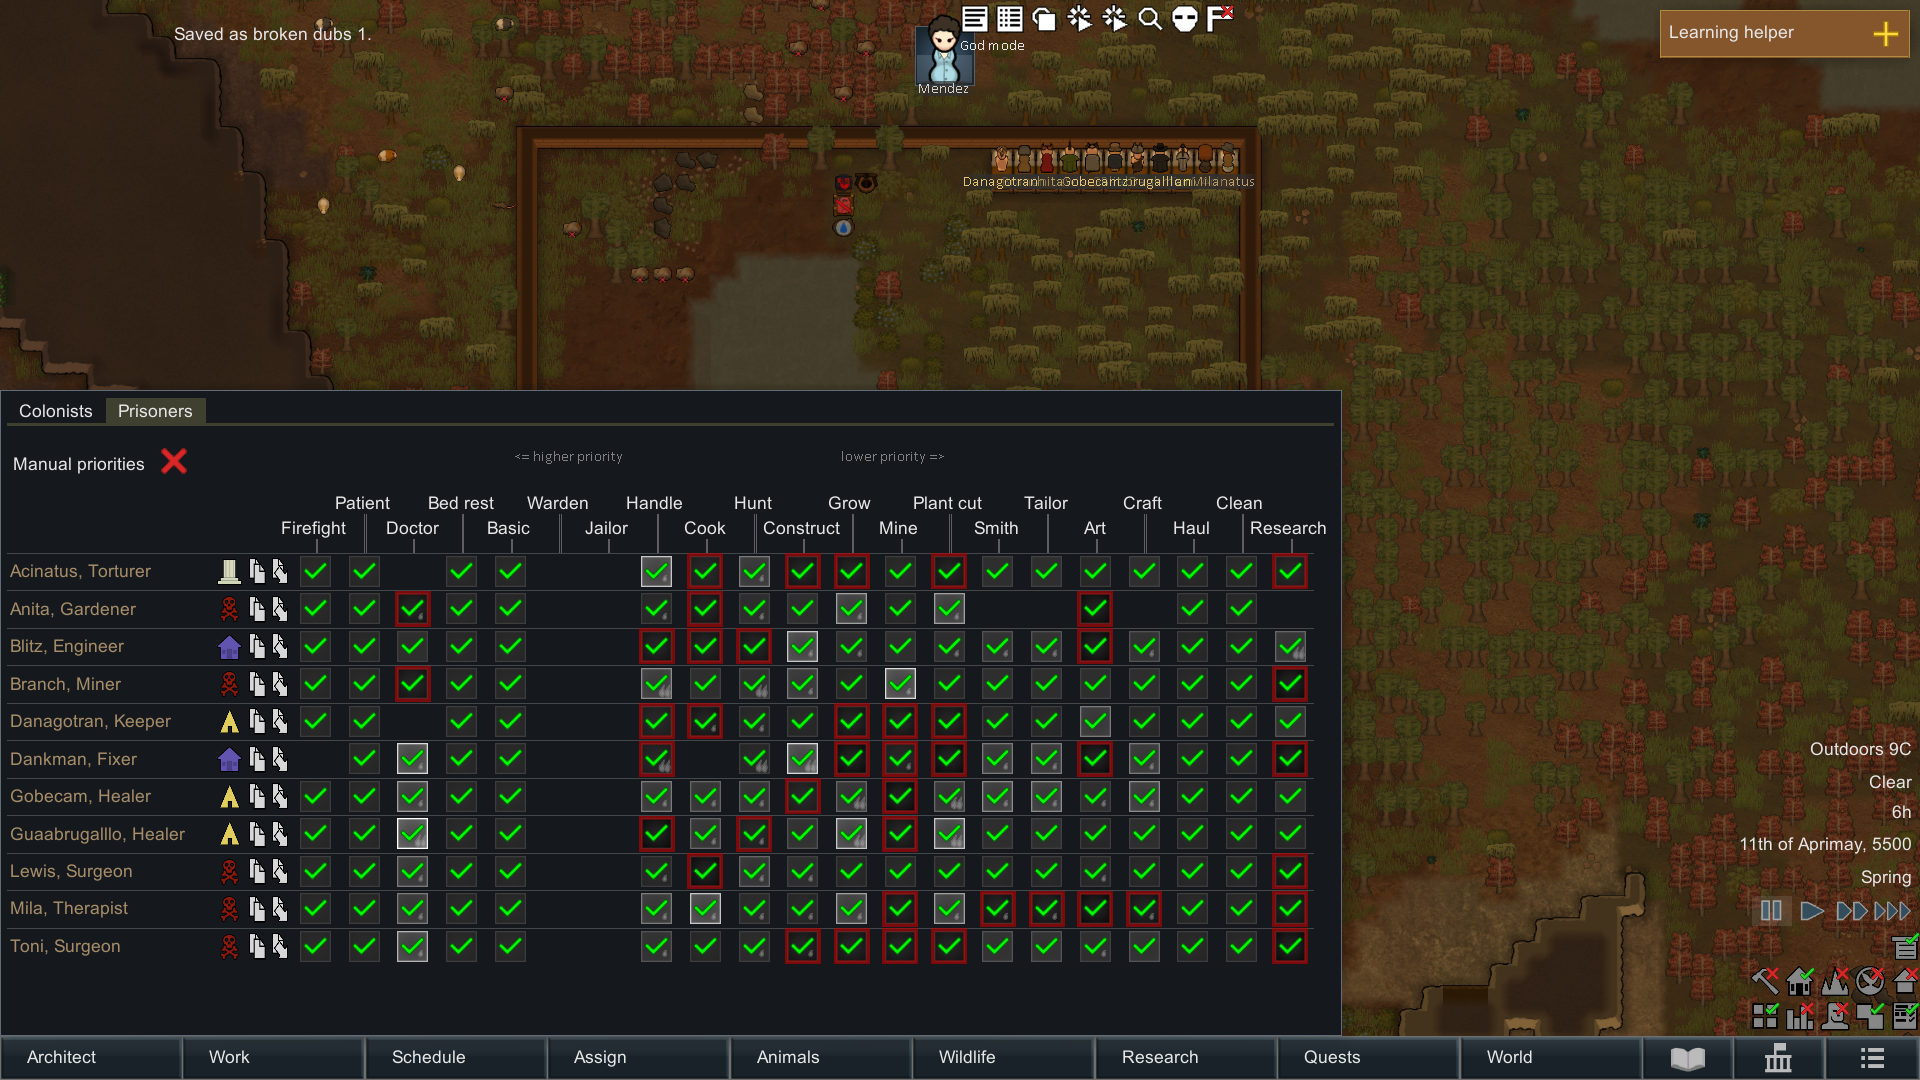 Saved as broken dubs 1.
God mode
Mendez
Learning helper
Danagotran
Gobecam
Colonists
Prisoners
Manual priorities
<= higher priority
lower priority =>
Patient
Bed rest
Warden
Handle
Hunt
Grow
Plant cut
Tailor
Craft
Clean
Firefight
Doctor
Basic
Jailor
Cook
Construct
Mine
Smith
Art
Haul
Research
Acinatus, Torturer
Anita, Gardener
Blitz, Engineer
Branch, Miner
Danagotran, Keeper
Dankman, Fixer
Gobecam, Healer
Guaabrugalllo, Healer
Lewis, Surgeon
Mila, Therapist
Toni, Surgeon
Outdoors 9C
Clear
6h
11th of Aprimay, 5500
Spring
Architect
Work
Schedule
Assign
Animals
Wildlife
Research
Quests
World